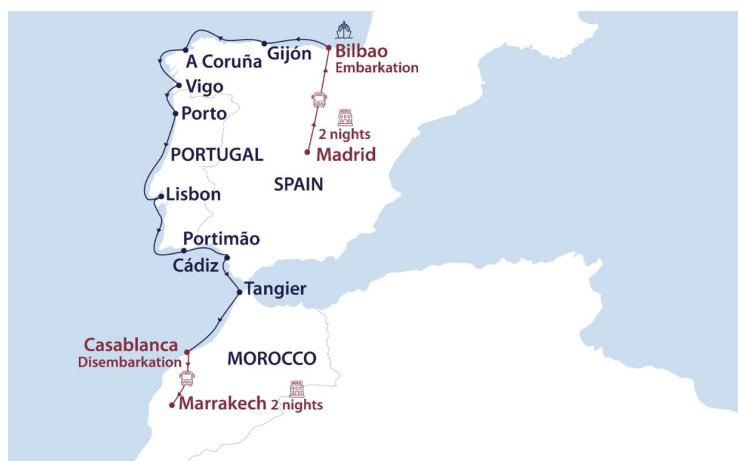 Gijón
Bilbao
Embarkation
A Coruña
Vigo
Porto
2 nights
Madrid
PORTUGAL
SPAIN
Lisbon
Portimão
Cádiz
Tangier
Casablanca
Disembarkation
MOROCCO
HOTEL
Marrakech 2 nights